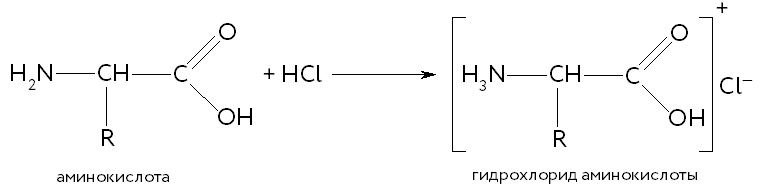 O
H₂N—CH—C + HCl → [H₃N—CH—C
OH
R
аминокислота
O
OH
R
]⁺ Cl⁻
гидрохлорид аминокислоты